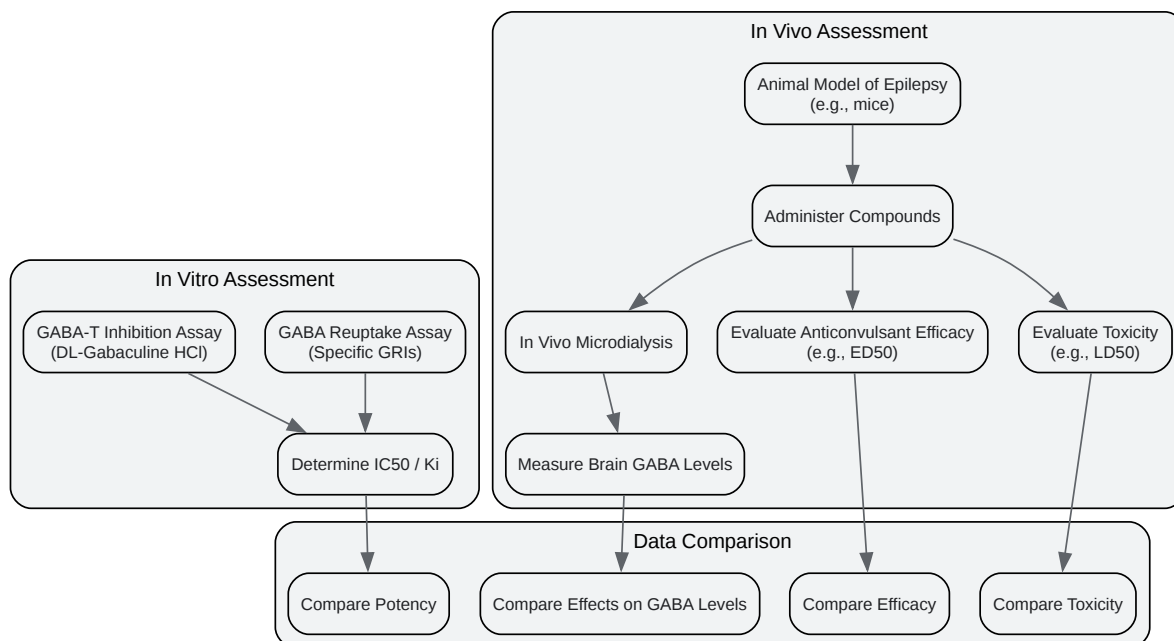 In Vivo Assessment
Animal Model of Epilepsy
(e.g., mice)
Administer Compounds
In Vitro Assessment
GABA-T Inhibition Assay
(DL-Gabaculine HCl)
GABA Reuptake Assay
(Specific GRIs)
In Vivo Microdialysis
Evaluate Anticonvulsant Efficacy
(e.g., ED50)
Evaluate Toxicity
(e.g., LD50)
Determine IC50 / Ki
Measure Brain GABA Levels
Data Comparison
Compare Potency
Compare Effects on GABA Levels
Compare Efficacy
Compare Toxicity